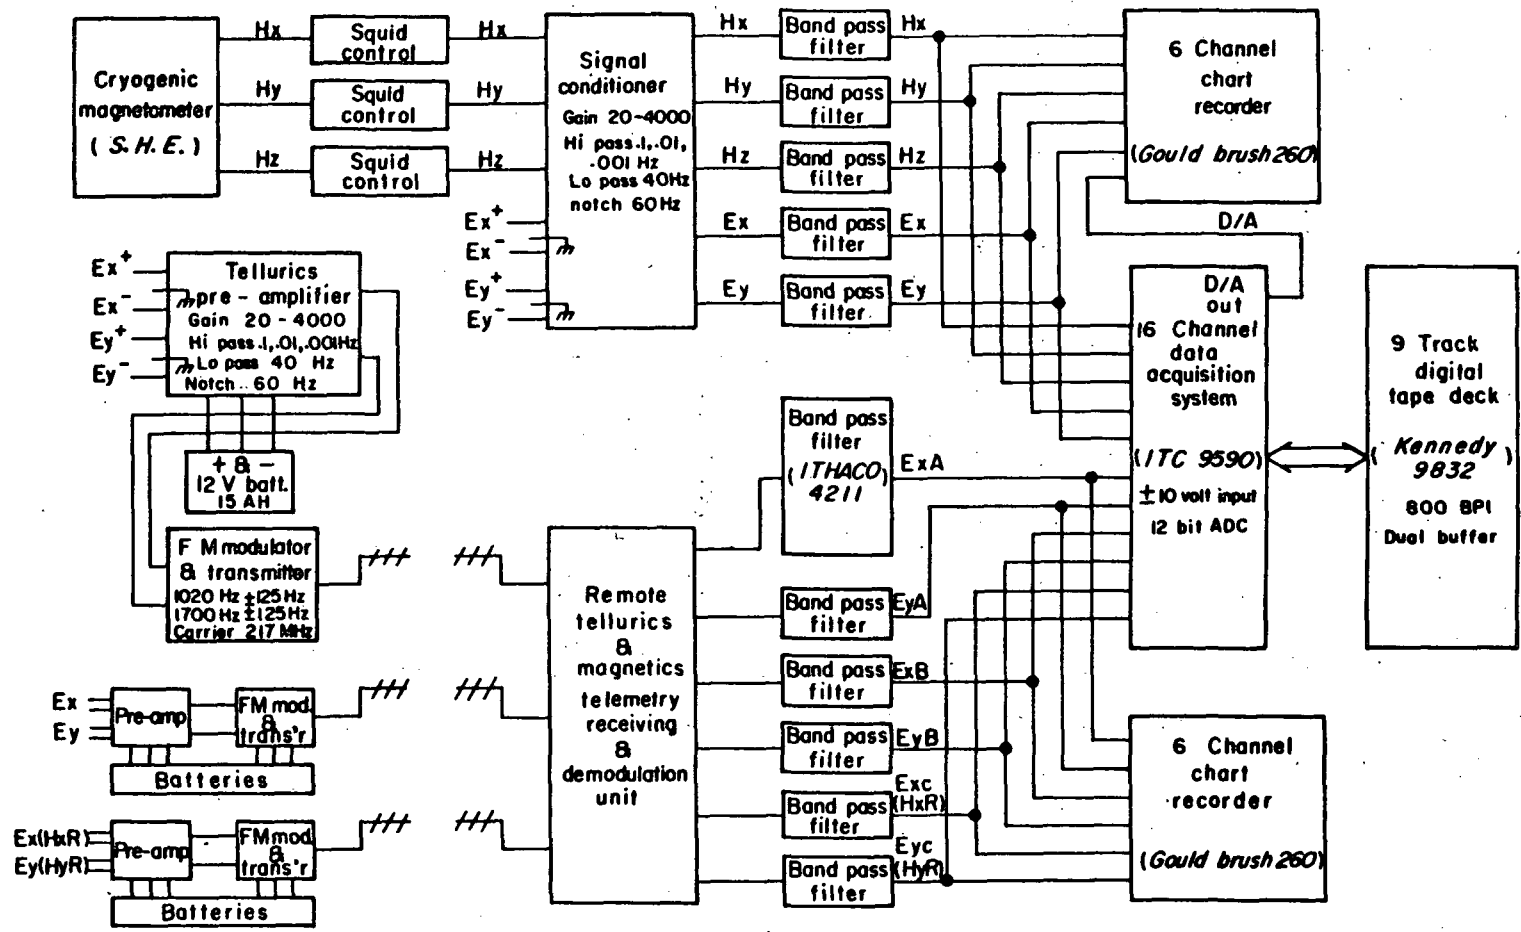 Cryogenic
magnetometer
( S. H. E. )
Hx
Hy
Hz
Squid
control
Squid
control
Squid
control
Hx
Hy
Hz
Signal
conditioner
Gain 20-4000
Hi pass .1,.01,
.001 Hz
Lo pass 40Hz
notch 60Hz
Ex+
Ex-
Ey+
Ey-
Hx
Hy
Hz
Ex
Ey
Band pass
filter
Band pass
filter
Band pass
filter
Band pass
filter
Band pass
filter
Hx
Hy
Hz
Ex
Ey
6 Channel
chart
recorder
(Gould brush 260)
D/A
Ex+
Ex-
Ey+
Ey-
Tellurics
pre-amplifier
Gain 20-4000
Hi pass .1,.01,.001Hz
Lo pass 40 Hz
Notch .. 60 Hz
+ & -
12 V batt.
15 AH
FM modulator
& transmitter
1020 Hz ±125Hz
1700 Hz ±125Hz
Carrier 217 MHz
D/A
out
16 Channel
data
acquisition
system
(ITC 9590)
±10 volt input
12 bit ADC
9 Track
digital
tape deck
( Kennedy )
9832
800 BPI
Dual buffer
Band pass
filter
(ITHACO)
4211
ExA
Remote
tellurics
&
magnetics
telemetry
receiving
&
demodulation
unit
Band pass
filter
EyA
Band pass
filter
ExB
Band pass
filter
EyB
Band pass
filter
Exc
(HxR)
Band pass
filter
Eyc
(HyR)
Ex
Ey
Pre-amp
FM mod.
&
trans'r
Batteries
Ex(HxR)
Ey(HyR)
Pre-amp
FM mod.
&
trans'r
Batteries
6 Channel
chart
recorder
(Gould brush 260)